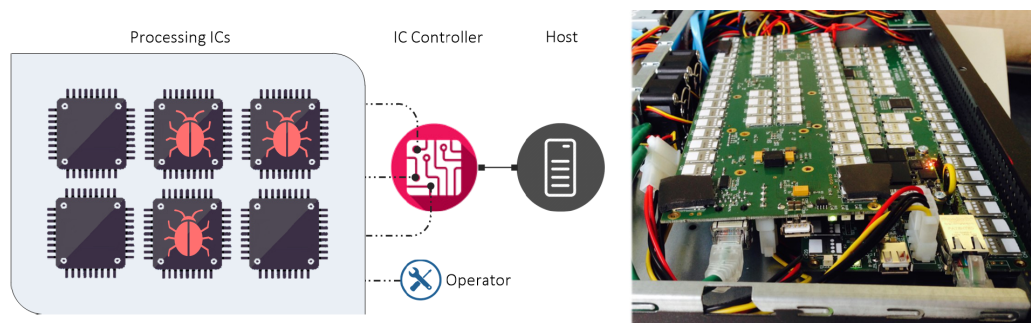 Processing ICs
IC Controller
Host
Operator